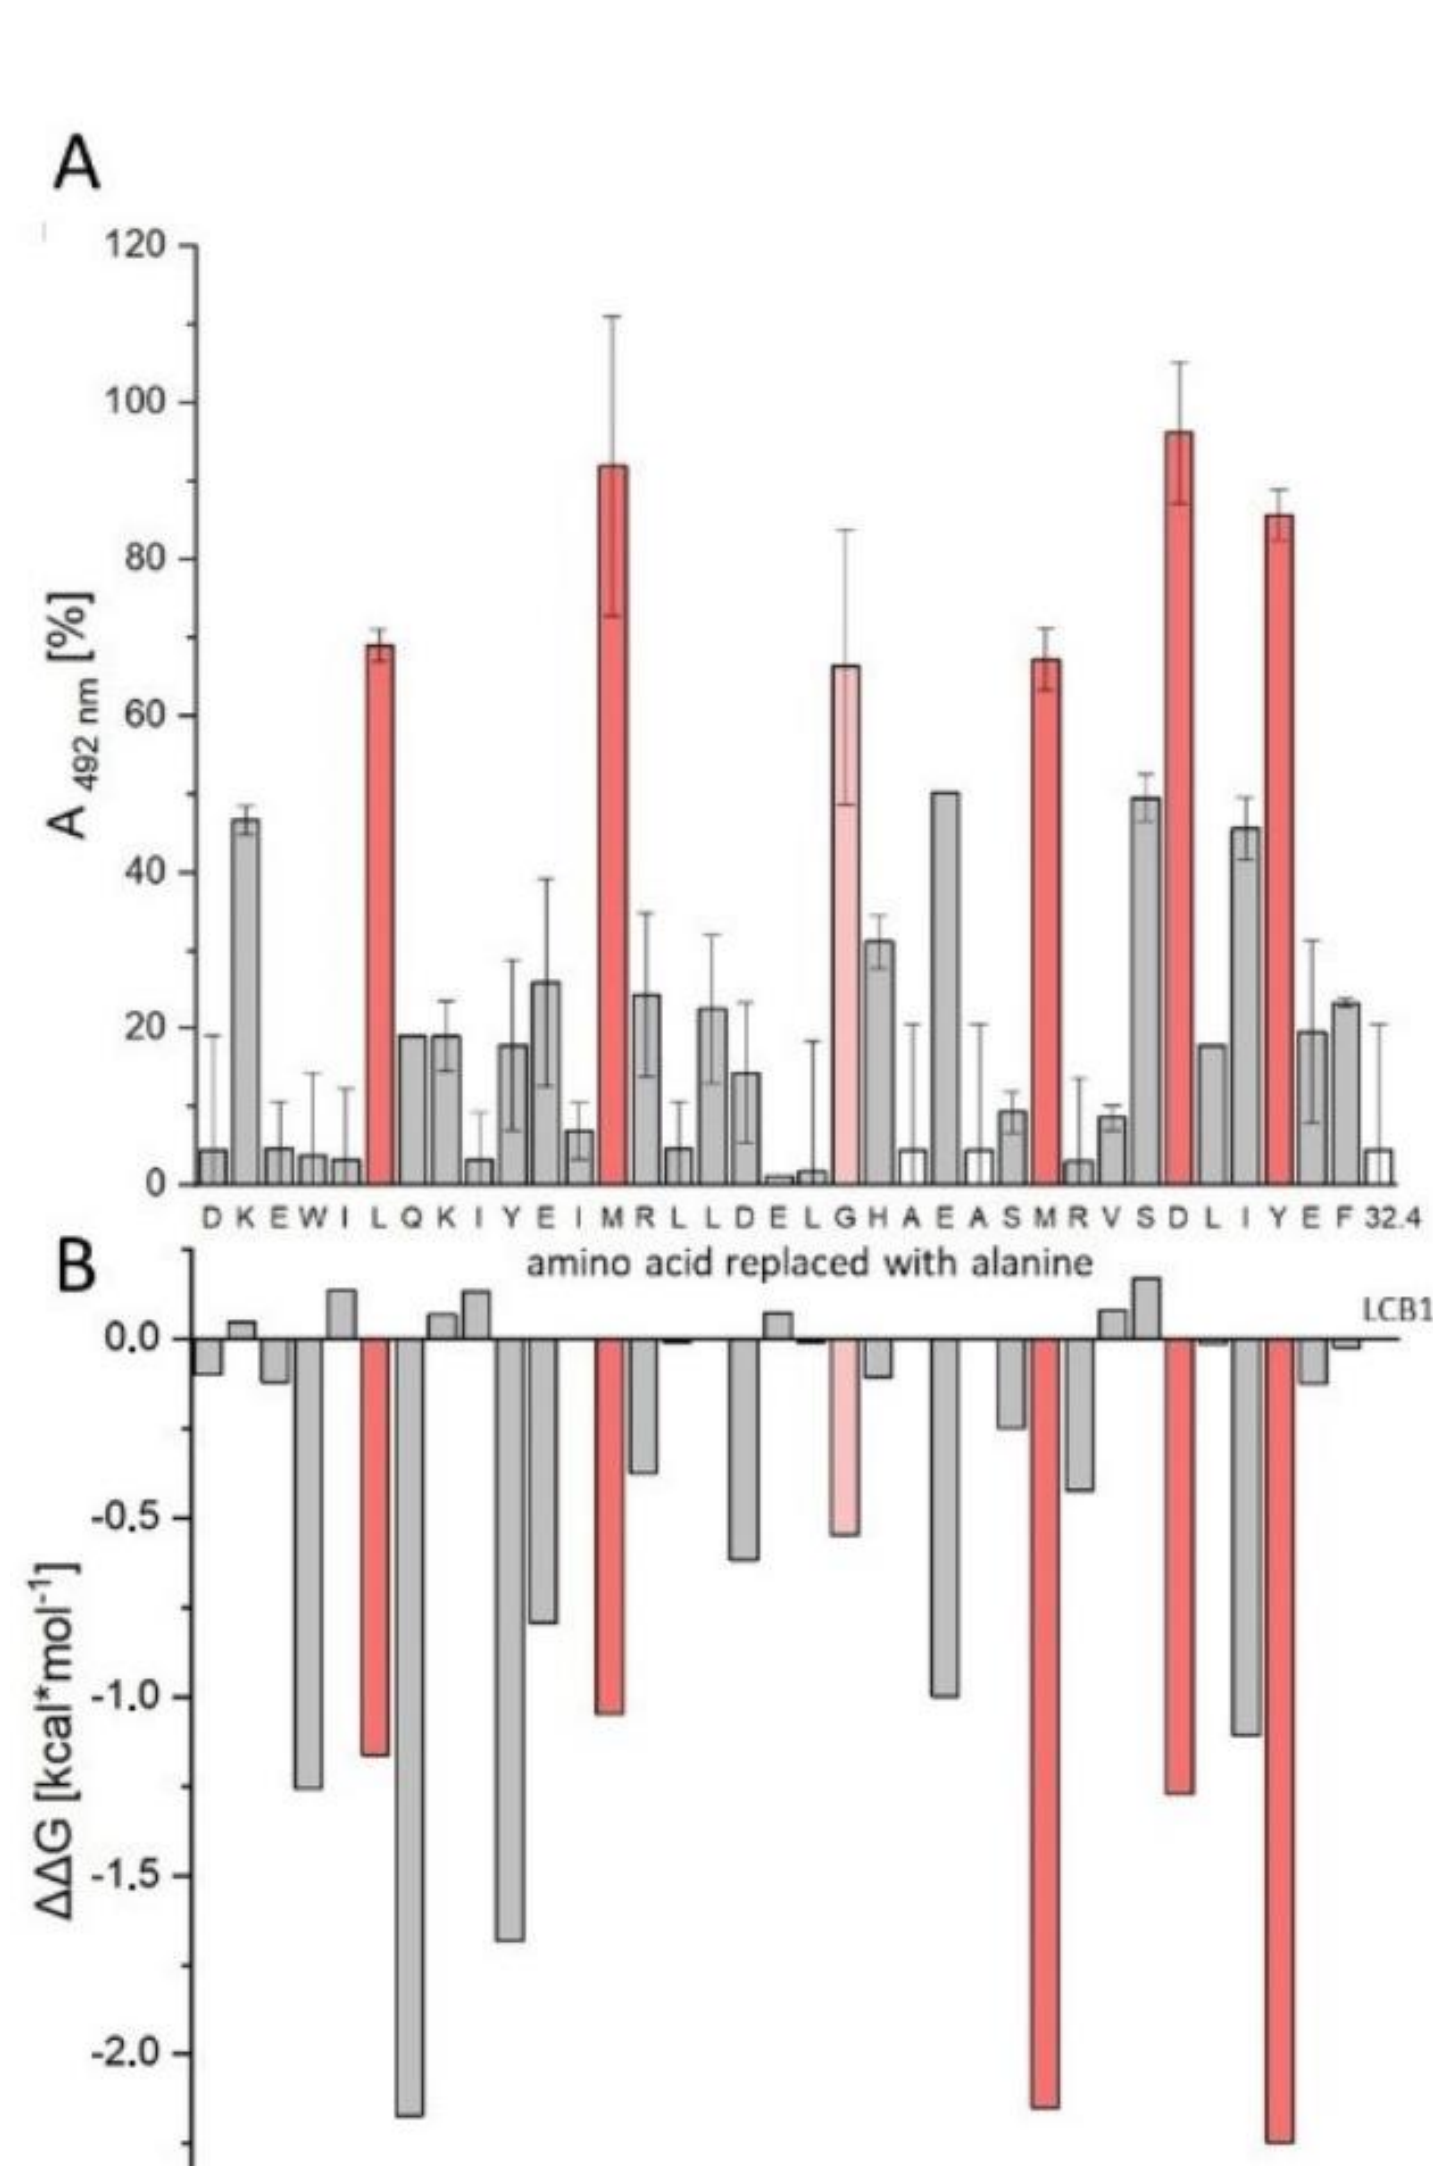 A
120
100
80
60
40
20
0
A 492 nm [%]
D K E W I L Q K I Y E I M R L L D E L G H A E A S M R V S D L I Y E F 32.4
B
amino acid replaced with alanine
LCB1
0.0
-0.5
-1.0
-1.5
-2.0
ΔΔG [kcal*mol⁻¹]